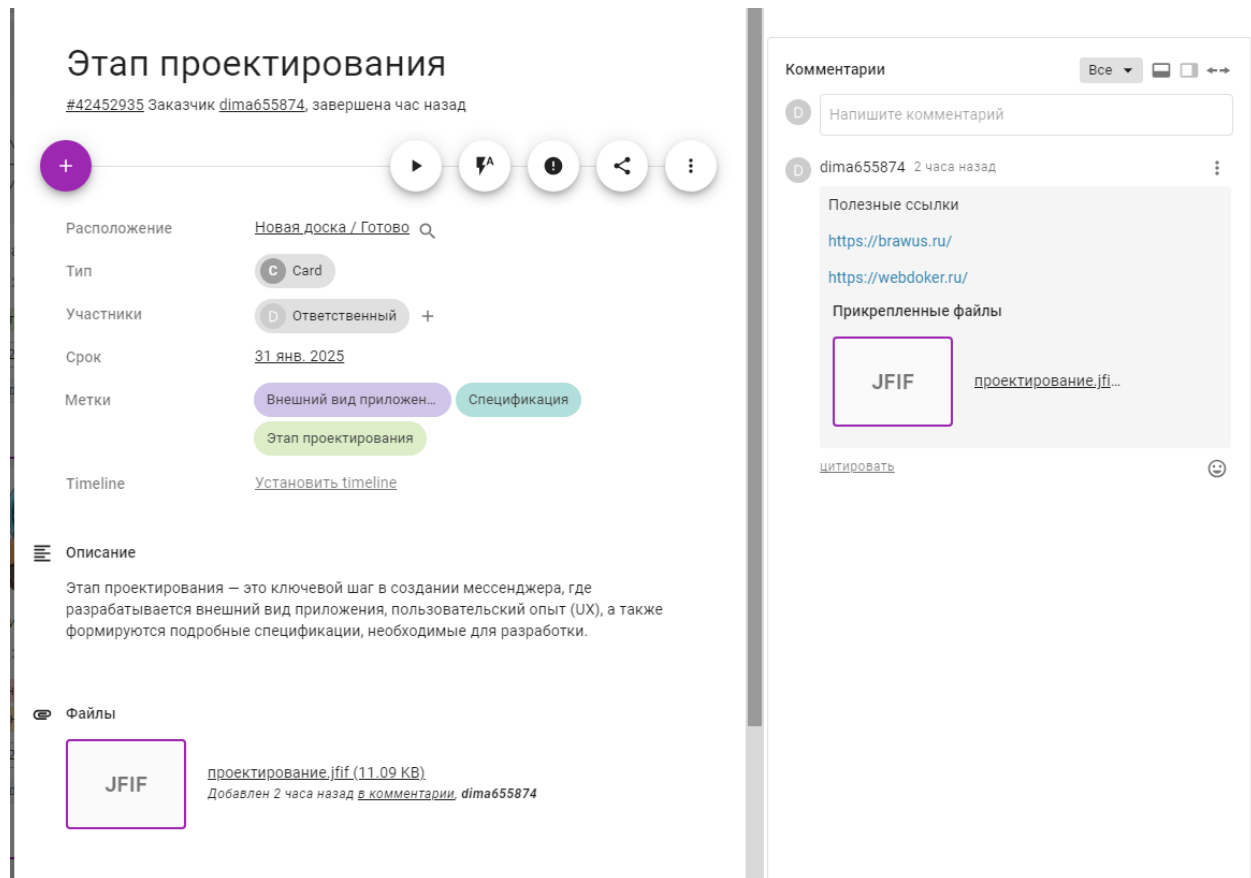 Этап проектирования
#42452935 Заказчик dima655874, завершена час назад
Расположение Новая доска / Готово
Тип C Card
Участники D Ответственный +
Срок 31 янв. 2025
Метки Внешний вид приложен... Спецификация
Этап проектирования
Timeline Установить timeline
Описание
Этап проектирования — это ключевой шаг в создании мессенджера, где
разрабатывается внешний вид приложения, пользовательский опыт (UX), а также
формируются подробные спецификации, необходимые для разработки.
Файлы
JFIF
проектирование.jfif (11.09 KB)
Добавлен 2 часа назад в комментарии, dima655874
Комментарии Все
D Напишите комментарий
D dima655874 2 часа назад
Полезные ссылки
https://brawus.ru/
https://webdoker.ru/
Прикрепленные файлы
JFIF проектирование.jfi...
цитировать